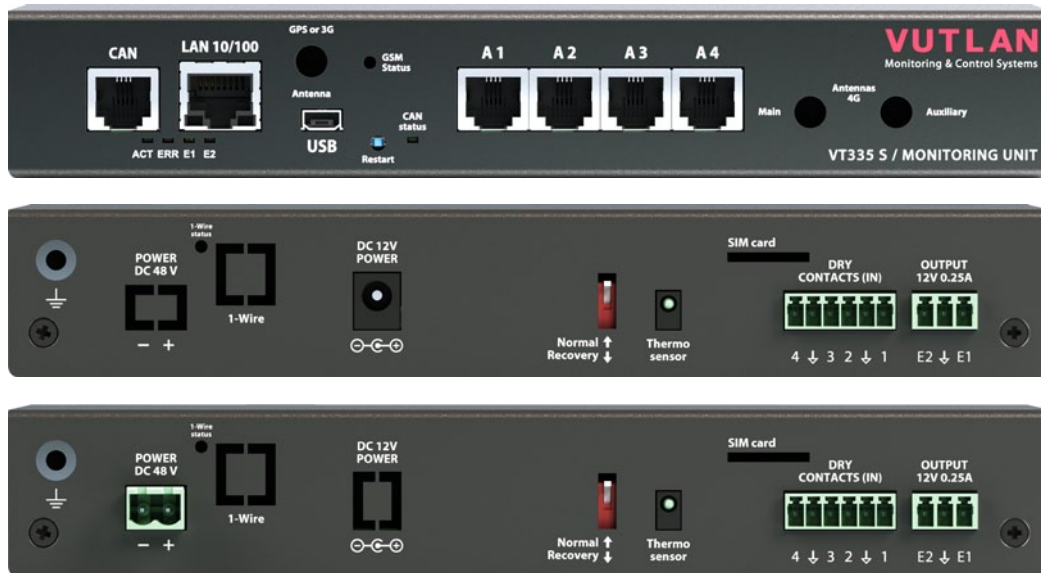 GPS or 3G
CAN
LAN 10/100
GSM
Status
A 1
A 2
A 3
A 4
VUTLAN
Monitoring & Control Systems
Antenna
Main
Antennas
4G
Auxiliary
CAN
status
ACT ERR E1 E2
USB
Restart
VT335 S / MONITORING UNIT
1-Wire
status
POWER
DC 48 V
1-Wire
DC 12V
POWER
SIM card
DRY
CONTACTS (IN)
OUTPUT
12V 0.25A
− +
Normal ↑
Recovery ↓
Thermo
sensor
4 ↓ 3 2 ↓ 1
E2 ↓ E1
1-Wire
status
POWER
DC 48 V
1-Wire
DC 12V
POWER
SIM card
DRY
CONTACTS (IN)
OUTPUT
12V 0.25A
− +
Normal ↑
Recovery ↓
Thermo
sensor
4 ↓ 3 2 ↓ 1
E2 ↓ E1